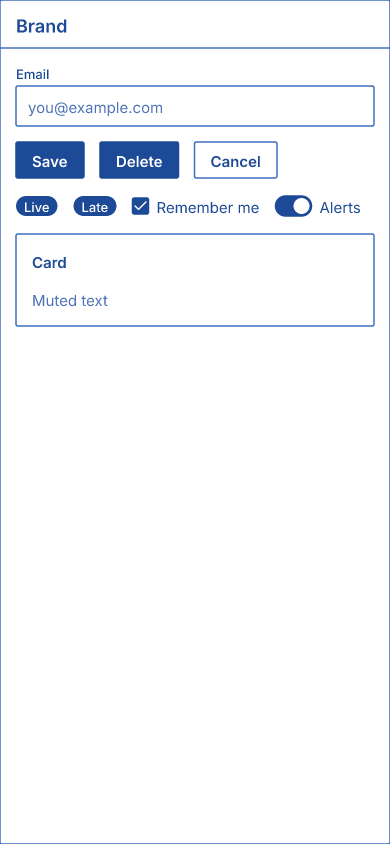 Brand
Email
you@example.com
Save Delete Cancel
Live Late Remember me Alerts
Card
Muted text